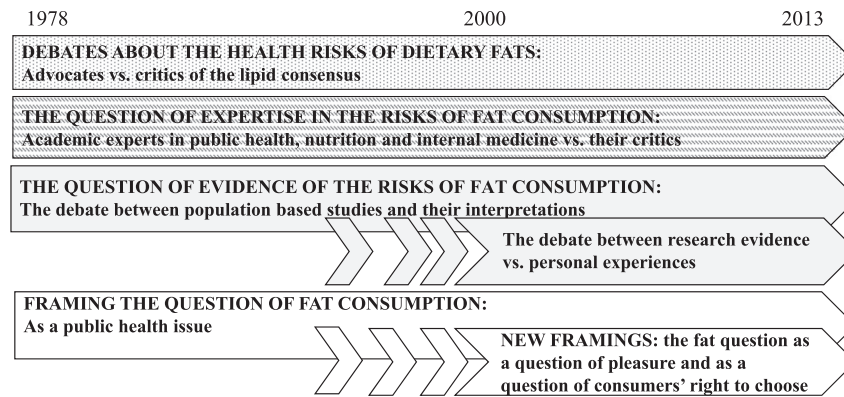 1978 2000 2013
DEBATES ABOUT THE HEALTH RISKS OF DIETARY FATS:
Advocates vs. critics of the lipid consensus
THE QUESTION OF EXPERTISE IN THE RISKS OF FAT CONSUMPTION:
Academic experts in public health, nutrition and internal medicine vs. their critics
THE QUESTION OF EVIDENCE OF THE RISKS OF FAT CONSUMPTION:
The debate between population based studies and their interpretations
The debate between research evidence
vs. personal experiences
FRAMING THE QUESTION OF FAT CONSUMPTION:
As a public health issue
NEW FRAMINGS: the fat question as
a question of pleasure and as a
question of consumers’ right to choose